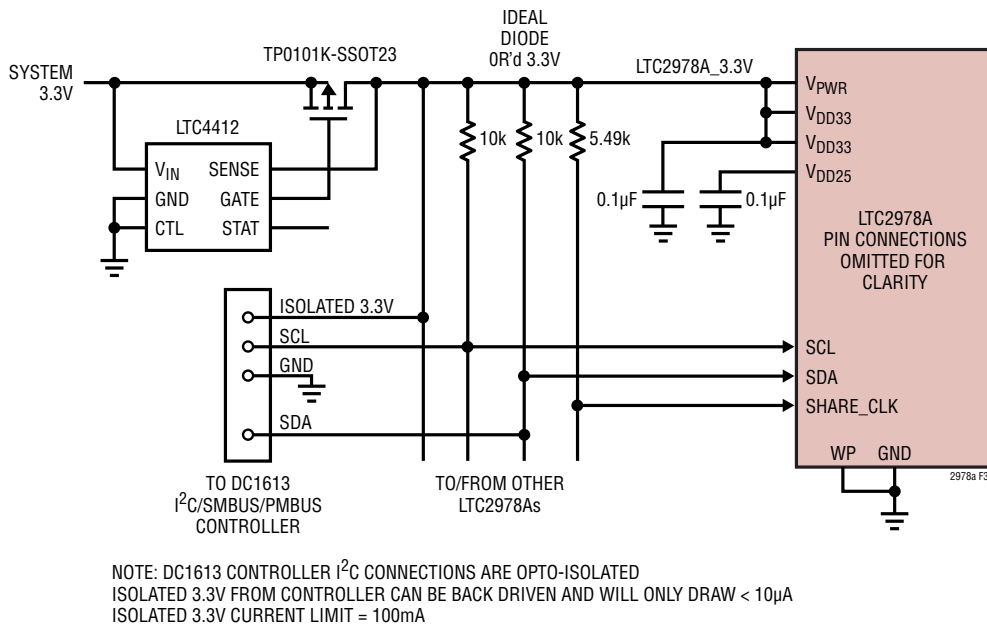 IDEAL
DIODE
0R'd 3.3V
TP0101K-SSOT23
SYSTEM
3.3V
LTC2978A_3.3V
LTC4412
VIN SENSE
GND GATE
CTL STAT
10k 10k 5.49k
0.1µF 0.1µF
VPWR
VDD33
VDD33
VDD25
LTC2978A
PIN CONNECTIONS
OMITTED FOR
CLARITY
ISOLATED 3.3V
SCL
GND
SDA
SCL
SDA
SHARE_CLK
WP GND
2978a F3
TO DC1613
I2C/SMBUS/PMBUS
CONTROLLER
TO/FROM OTHER
LTC2978As
NOTE: DC1613 CONTROLLER I2C CONNECTIONS ARE OPTO-ISOLATED
ISOLATED 3.3V FROM CONTROLLER CAN BE BACK DRIVEN AND WILL ONLY DRAW < 10µA
ISOLATED 3.3V CURRENT LIMIT = 100mA